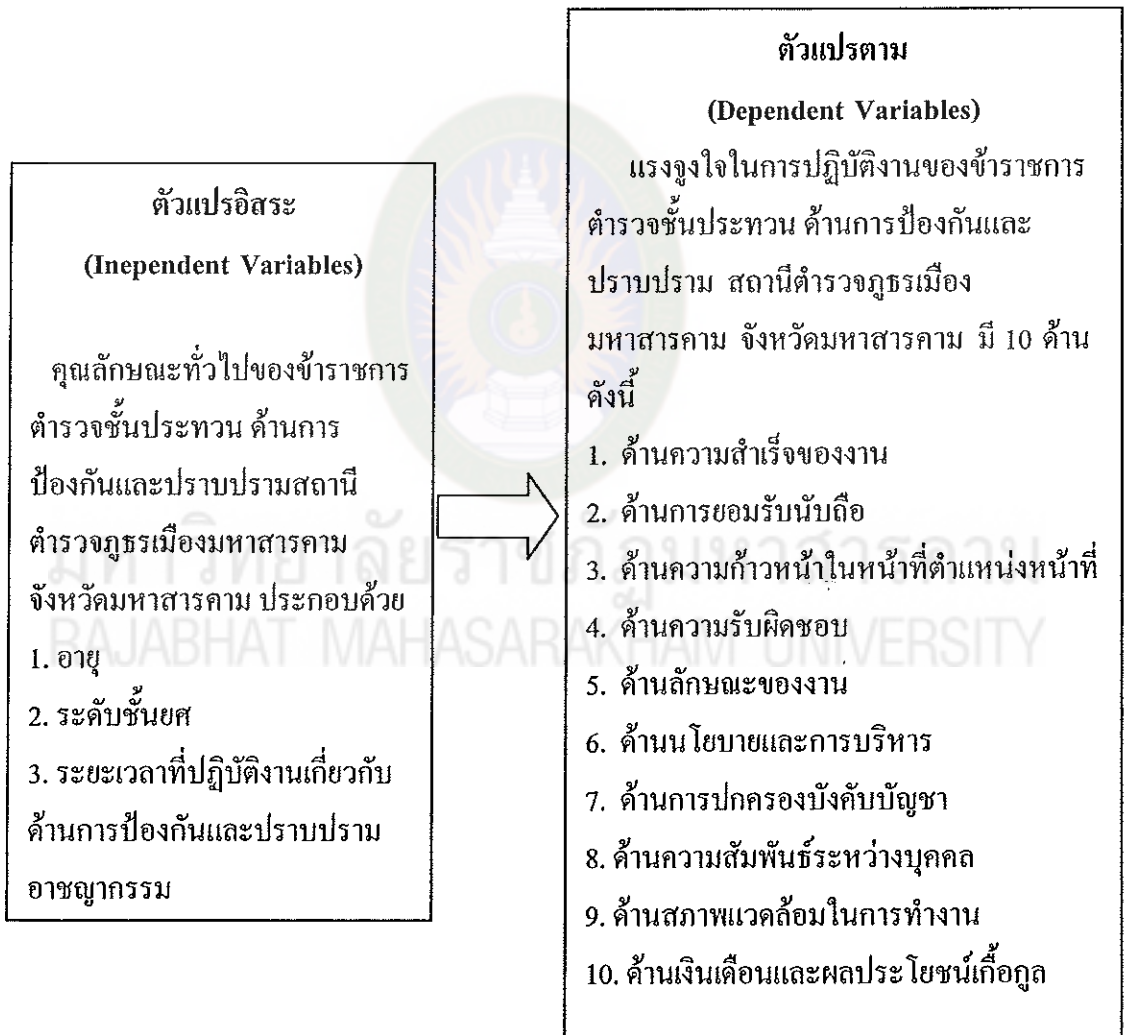 ตัวแปรอิสระ
(Inependent Variables)
คุณลักษณะทั่วไปของข้าราชการ
ตำรวจชั้นประทวน ด้านการ
ป้องกันและปราบปรามสถานี
ตำรวจภูธรเมืองมหาสารคาม
จังหวัดมหาสารคาม ประกอบด้วย
1. อายุ
2. ระดับชั้นยศ
3. ระยะเวลาที่ปฏิบัติงานเกี่ยวกับ
ด้านการป้องกันและปราบปราม
อาชญากรรม
ตัวแปรตาม
(Dependent Variables)
แรงจูงใจในการปฏิบัติงานของข้าราชการ
ตำรวจชั้นประทวน ด้านการป้องกันและ
ปราบปราม สถานีตำรวจภูธรเมือง
มหาสารคาม จังหวัดมหาสารคาม มี 10 ด้าน
ดังนี้
1. ด้านความสำเร็จของงาน
2. ด้านการยอมรับนับถือ
3. ด้านความก้าวหน้าในหน้าที่ตำแหน่งหน้าที่
4. ด้านความรับผิดชอบ
5. ด้านลักษณะของงาน
6. ด้านนโยบายและการบริหาร
7. ด้านการปกครองบังคับบัญชา
8. ด้านความสัมพันธ์ระหว่างบุคคล
9. ด้านสภาพแวดล้อมในการทำงาน
10. ด้านเงินเดือนและผลประโยชน์เกื้อกูล
มหาวิทยาลัยราชภัฏมหาสารคาม
RAJABHAT MAHASARAKHAM UNIVERSITY